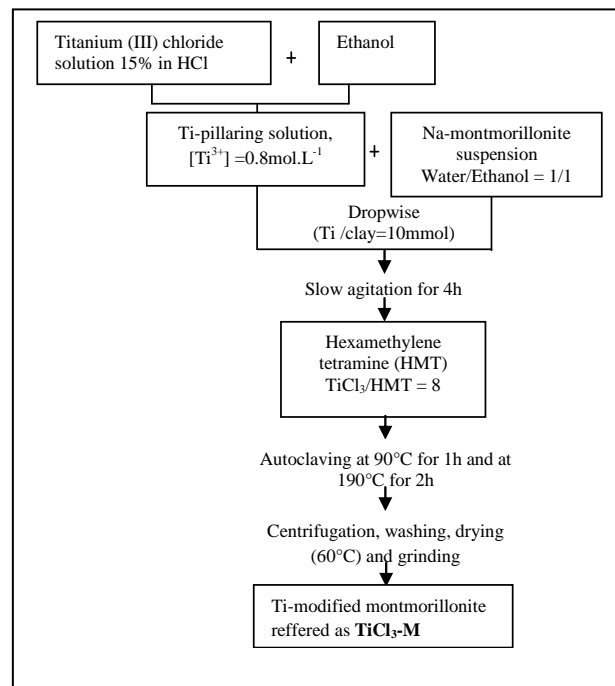 Titanium (III) chloride
solution 15% in HCl
+
Ethanol
Ti-pillaring solution,
[Ti³⁺] =0.8mol.L⁻¹
+
Na-montmorillonite
suspension
Water/Ethanol = 1/1
Dropwise
(Ti /clay=10mmol)
Slow agitation for 4h
Hexamethylene
tetramine (HMT)
TiCl₃/HMT = 8
Autoclaving at 90°C for 1h and at
190°C for 2h
Centrifugation, washing, drying
(60°C) and grinding
Ti-modified montmorillonite
reffered as TiCl₃-M